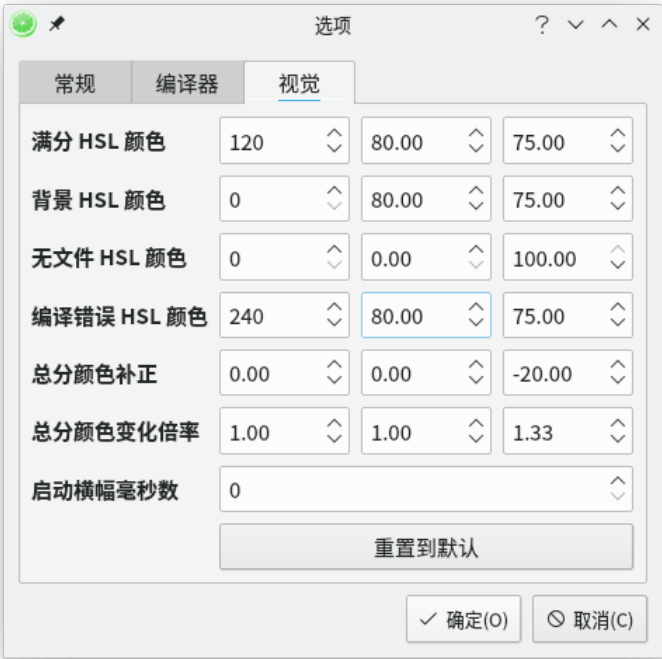 选项
常规 编译器 视觉
满分 HSL 颜色 120 80.00 75.00
背景 HSL 颜色 0 80.00 75.00
无文件 HSL 颜色 0 0.00 100.00
编译错误 HSL 颜色 240 80.00 75.00
总分颜色补正 0.00 0.00 -20.00
总分颜色变化倍率 1.00 1.00 1.33
启动横幅毫秒数 0
重置到默认
确定(O) 取消(C)